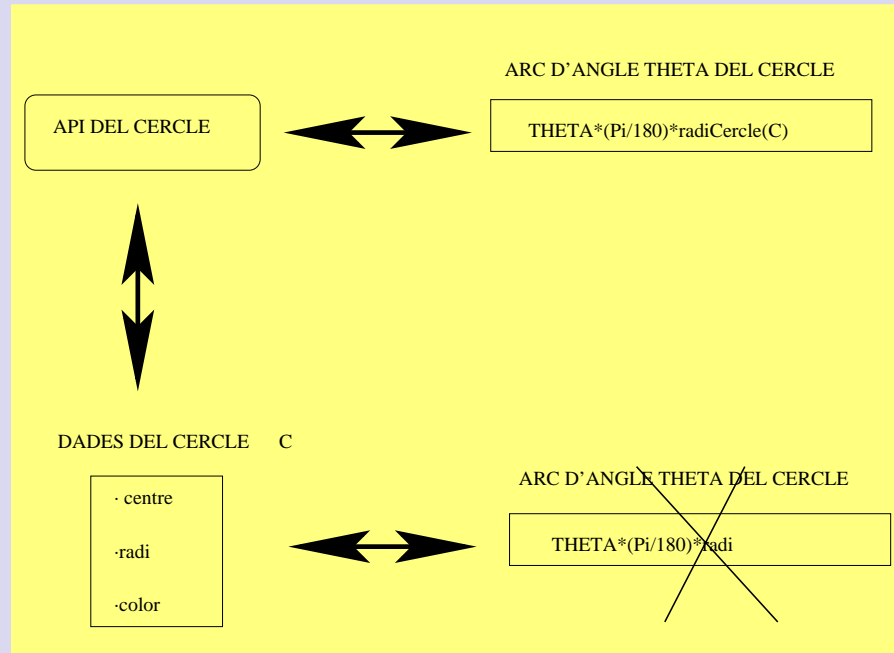 ARC D'ANGLE THETA DEL CERCLE
API DEL CERCLE
THETA*(Pi/180)*radiCercle(C)
DADES DEL CERCLE C
· centre
·radi
·color
ARC D'ANGLE THETA DEL CERCLE
THETA*(Pi/180)*radi